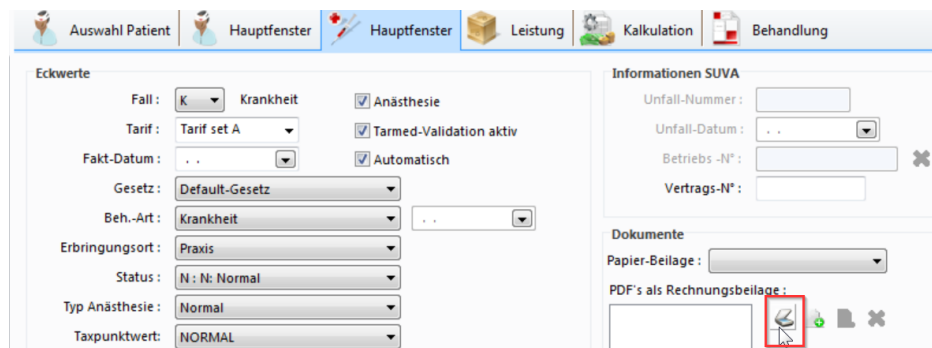 Auswahl Patient Hauptfenster Hauptfenster Leistung Kalkulation Behandlung
Eckwerte
Fall : K Krankheit Anästhesie
Tarif : Tarif set A Tarmed-Validation aktiv
Fakt-Datum : . . Automatisch
Gesetz : Default-Gesetz
Beh.-Art : Krankheit . .
Erbringungsort : Praxis
Status : N : N: Normal
Typ Anästhesie : Normal
Taxpunktwert: NORMAL
Informationen SUVA
Unfall-Nummer :
Unfall-Datum : . .
Betriebs -N° :
Vertrags-N° :
Dokumente
Papier-Beilage :
PDF's als Rechnungsbeilage :